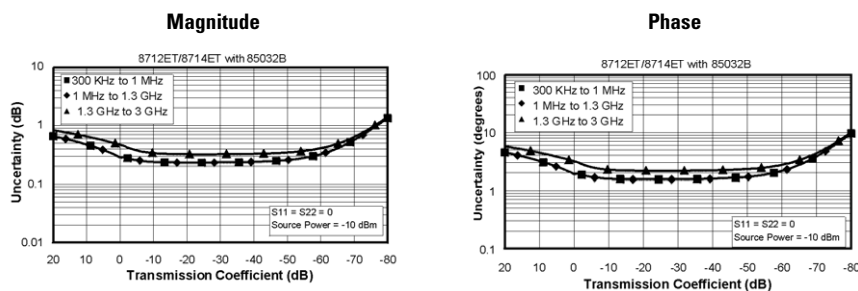 Magnitude
8712ET/8714ET with 85032B
10
1
0.1
0.01
Uncertainty (dB)
300 KHz to 1 MHz
1 MHz to 1.3 GHz
1.3 GHz to 3 GHz
S11 = S22 = 0
Source Power = -10 dBm
20 10 0 -10 -20 -30 -40 -50 -60 -70 -80
Transmission Coefficient (dB)
Phase
8712ET/8714ET with 85032B
100
10
1
0.1
Uncertainty (degrees)
300 KHz to 1 MHz
1 MHz to 1.3 GHz
1.3 GHz to 3 GHz
S11 = S22 = 0
Source Power = -10 dBm
20 10 0 -10 -20 -30 -40 -50 -60 -70 -80
Transmission Coefficient (dB)